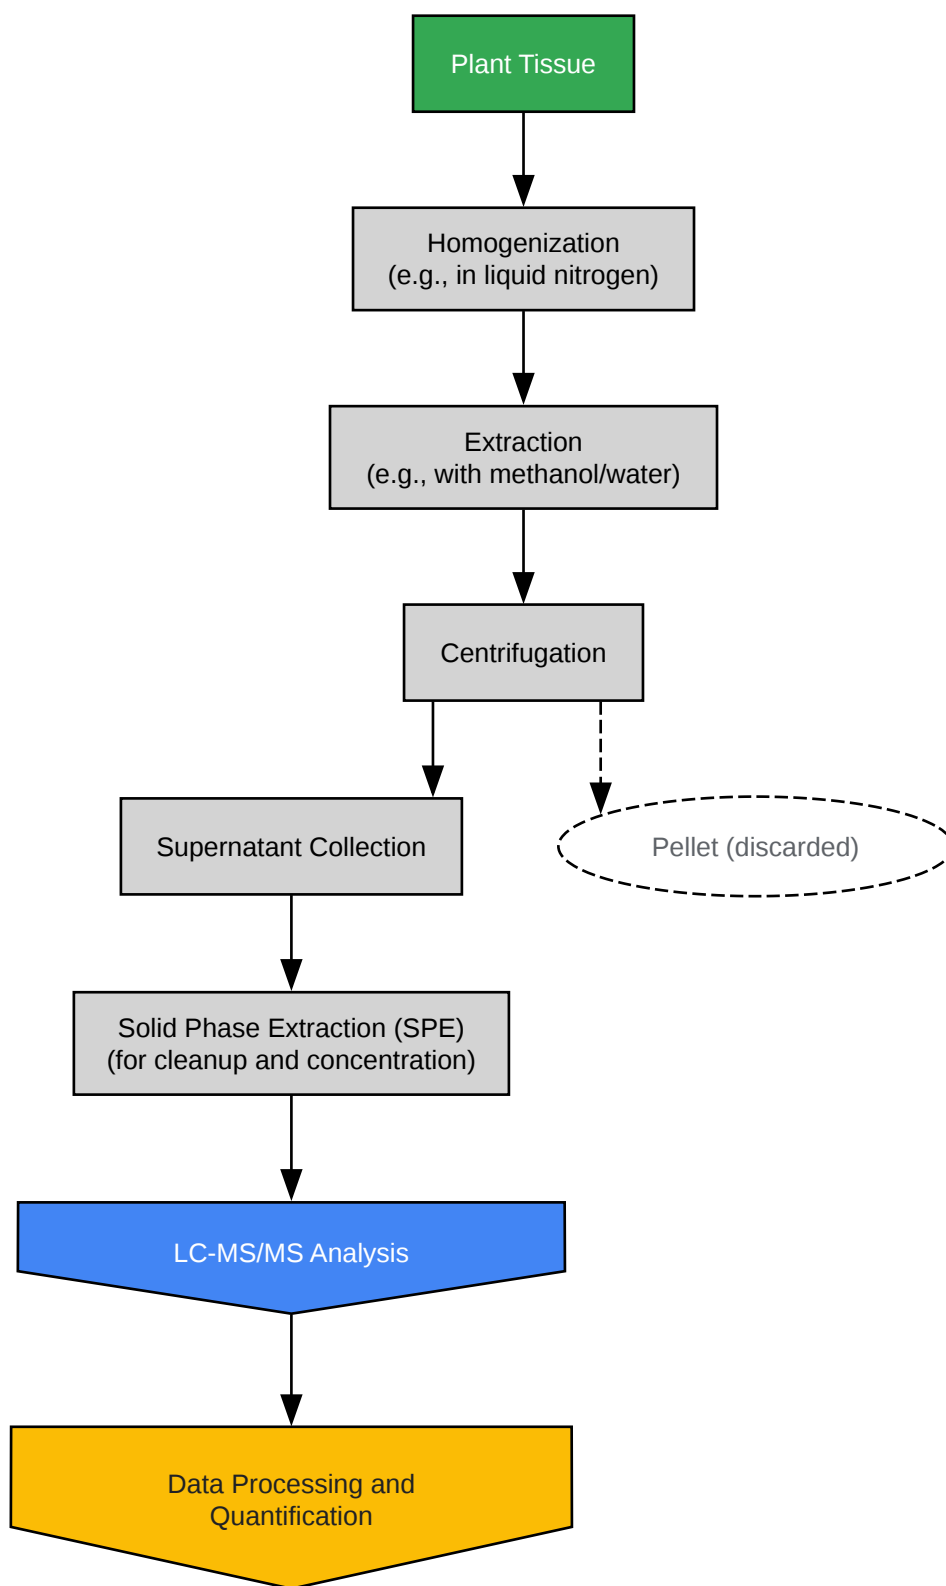 Plant Tissue
Homogenization
(e.g., in liquid nitrogen)
Extraction
(e.g., with methanol/water)
Centrifugation
Supernatant Collection
Pellet (discarded)
Solid Phase Extraction (SPE)
(for cleanup and concentration)
LC-MS/MS Analysis
Data Processing and
Quantification